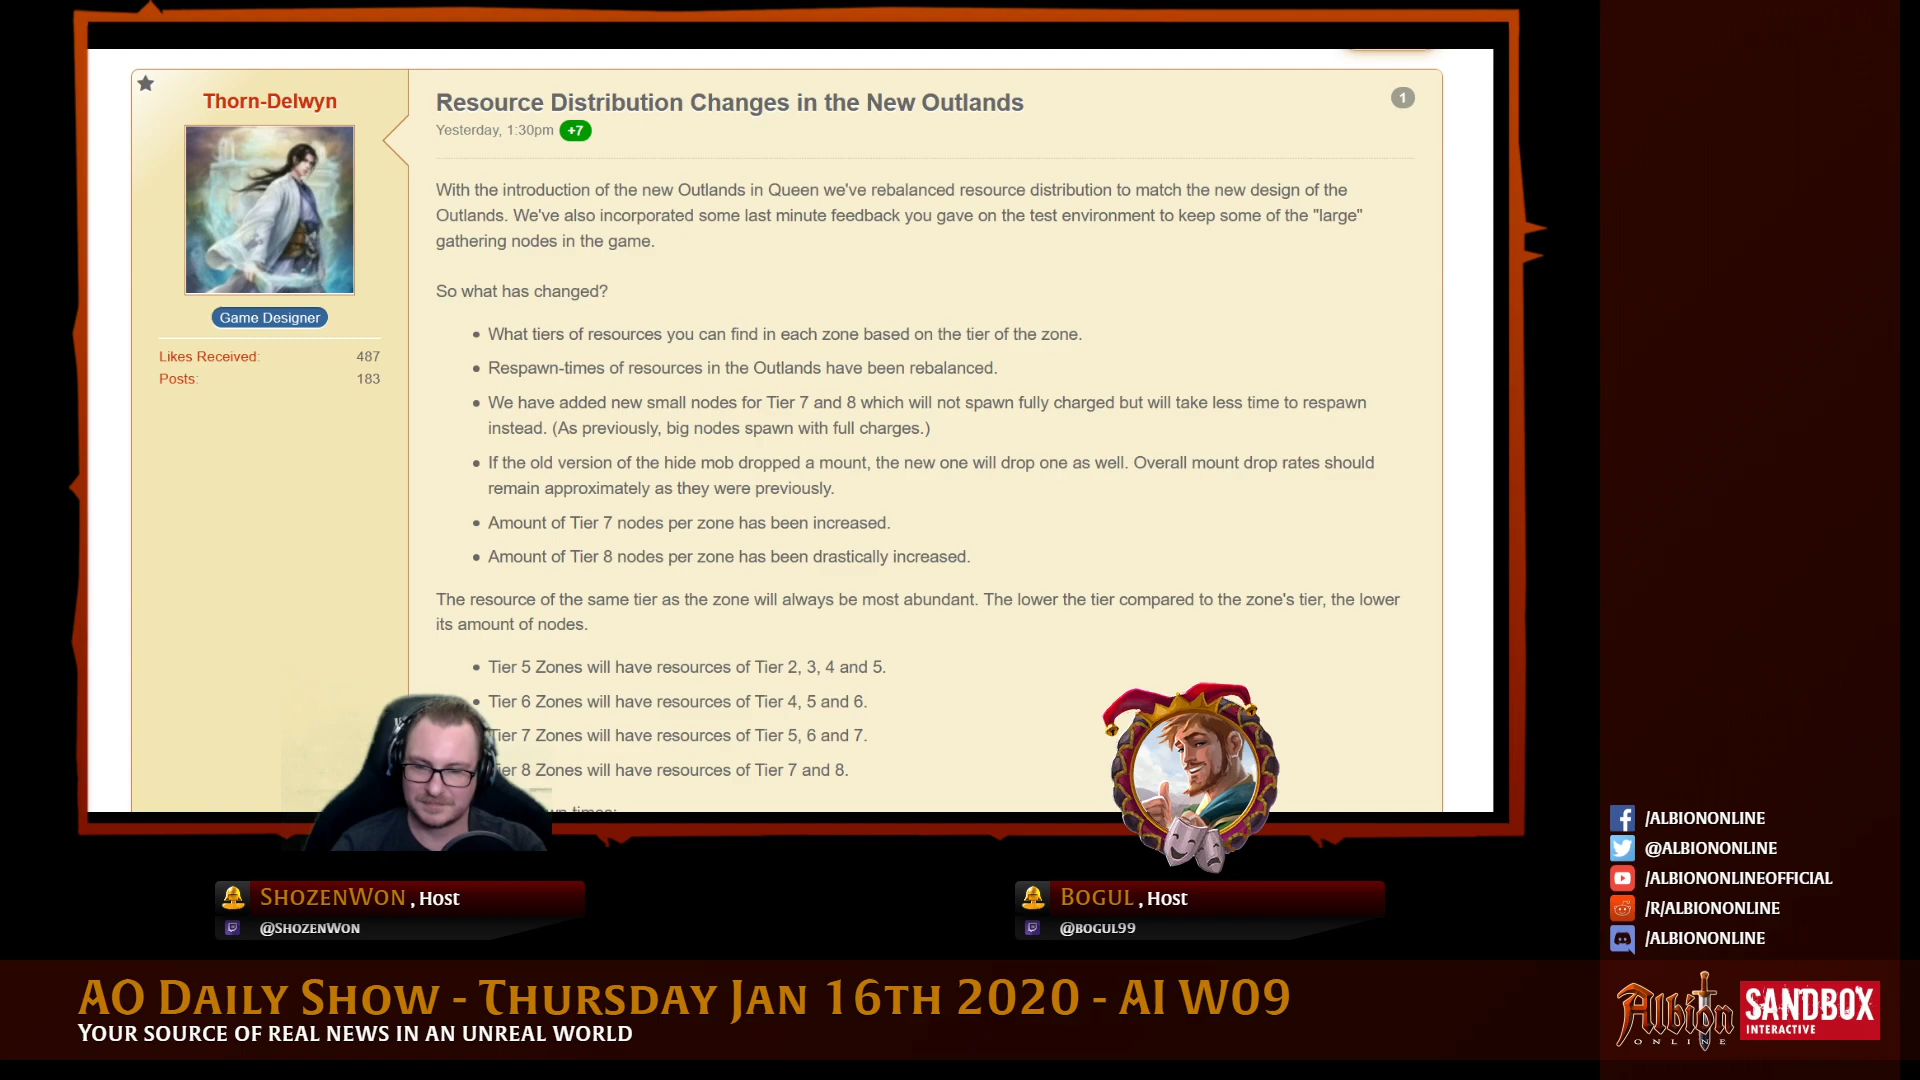 Thorn-Delwyn
Game Designer
Likes Received: 487
Posts: 183
Resource Distribution Changes in the New Outlands
1
Yesterday, 1:30pm +7
With the introduction of the new Outlands in Queen we've rebalanced resource distribution to match the new design of the
Outlands. We've also incorporated some last minute feedback you gave on the test environment to keep some of the "large"
gathering nodes in the game.
So what has changed?
• What tiers of resources you can find in each zone based on the tier of the zone.
• Respawn-times of resources in the Outlands have been rebalanced.
• We have added new small nodes for Tier 7 and 8 which will not spawn fully charged but will take less time to respawn
instead. (As previously, big nodes spawn with full charges.)
• If the old version of the hide mob dropped a mount, the new one will drop one as well. Overall mount drop rates should
remain approximately as they were previously.
• Amount of Tier 7 nodes per zone has been increased.
• Amount of Tier 8 nodes per zone has been drastically increased.
The resource of the same tier as the zone will always be most abundant. The lower the tier compared to the zone's tier, the lower
its amount of nodes.
• Tier 5 Zones will have resources of Tier 2, 3, 4 and 5.
• Tier 6 Zones will have resources of Tier 4, 5 and 6.
Tier 7 Zones will have resources of Tier 5, 6 and 7.
ier 8 Zones will have resources of Tier 7 and 8.
times:
ShozenWon, Host
@ShozenWon
Bogul, Host
@bogul99
/ALBIONONLINE
@ALBIONONLINE
/ALBIONONLINEOFFICIAL
/R/ALBIONONLINE
/ALBIONONLINE
AO Daily Show - Thursday Jan 16th 2020 - AI W09
Your source of real news in an unreal world
Albion
ONLINE
SANDBOX
INTERACTIVE